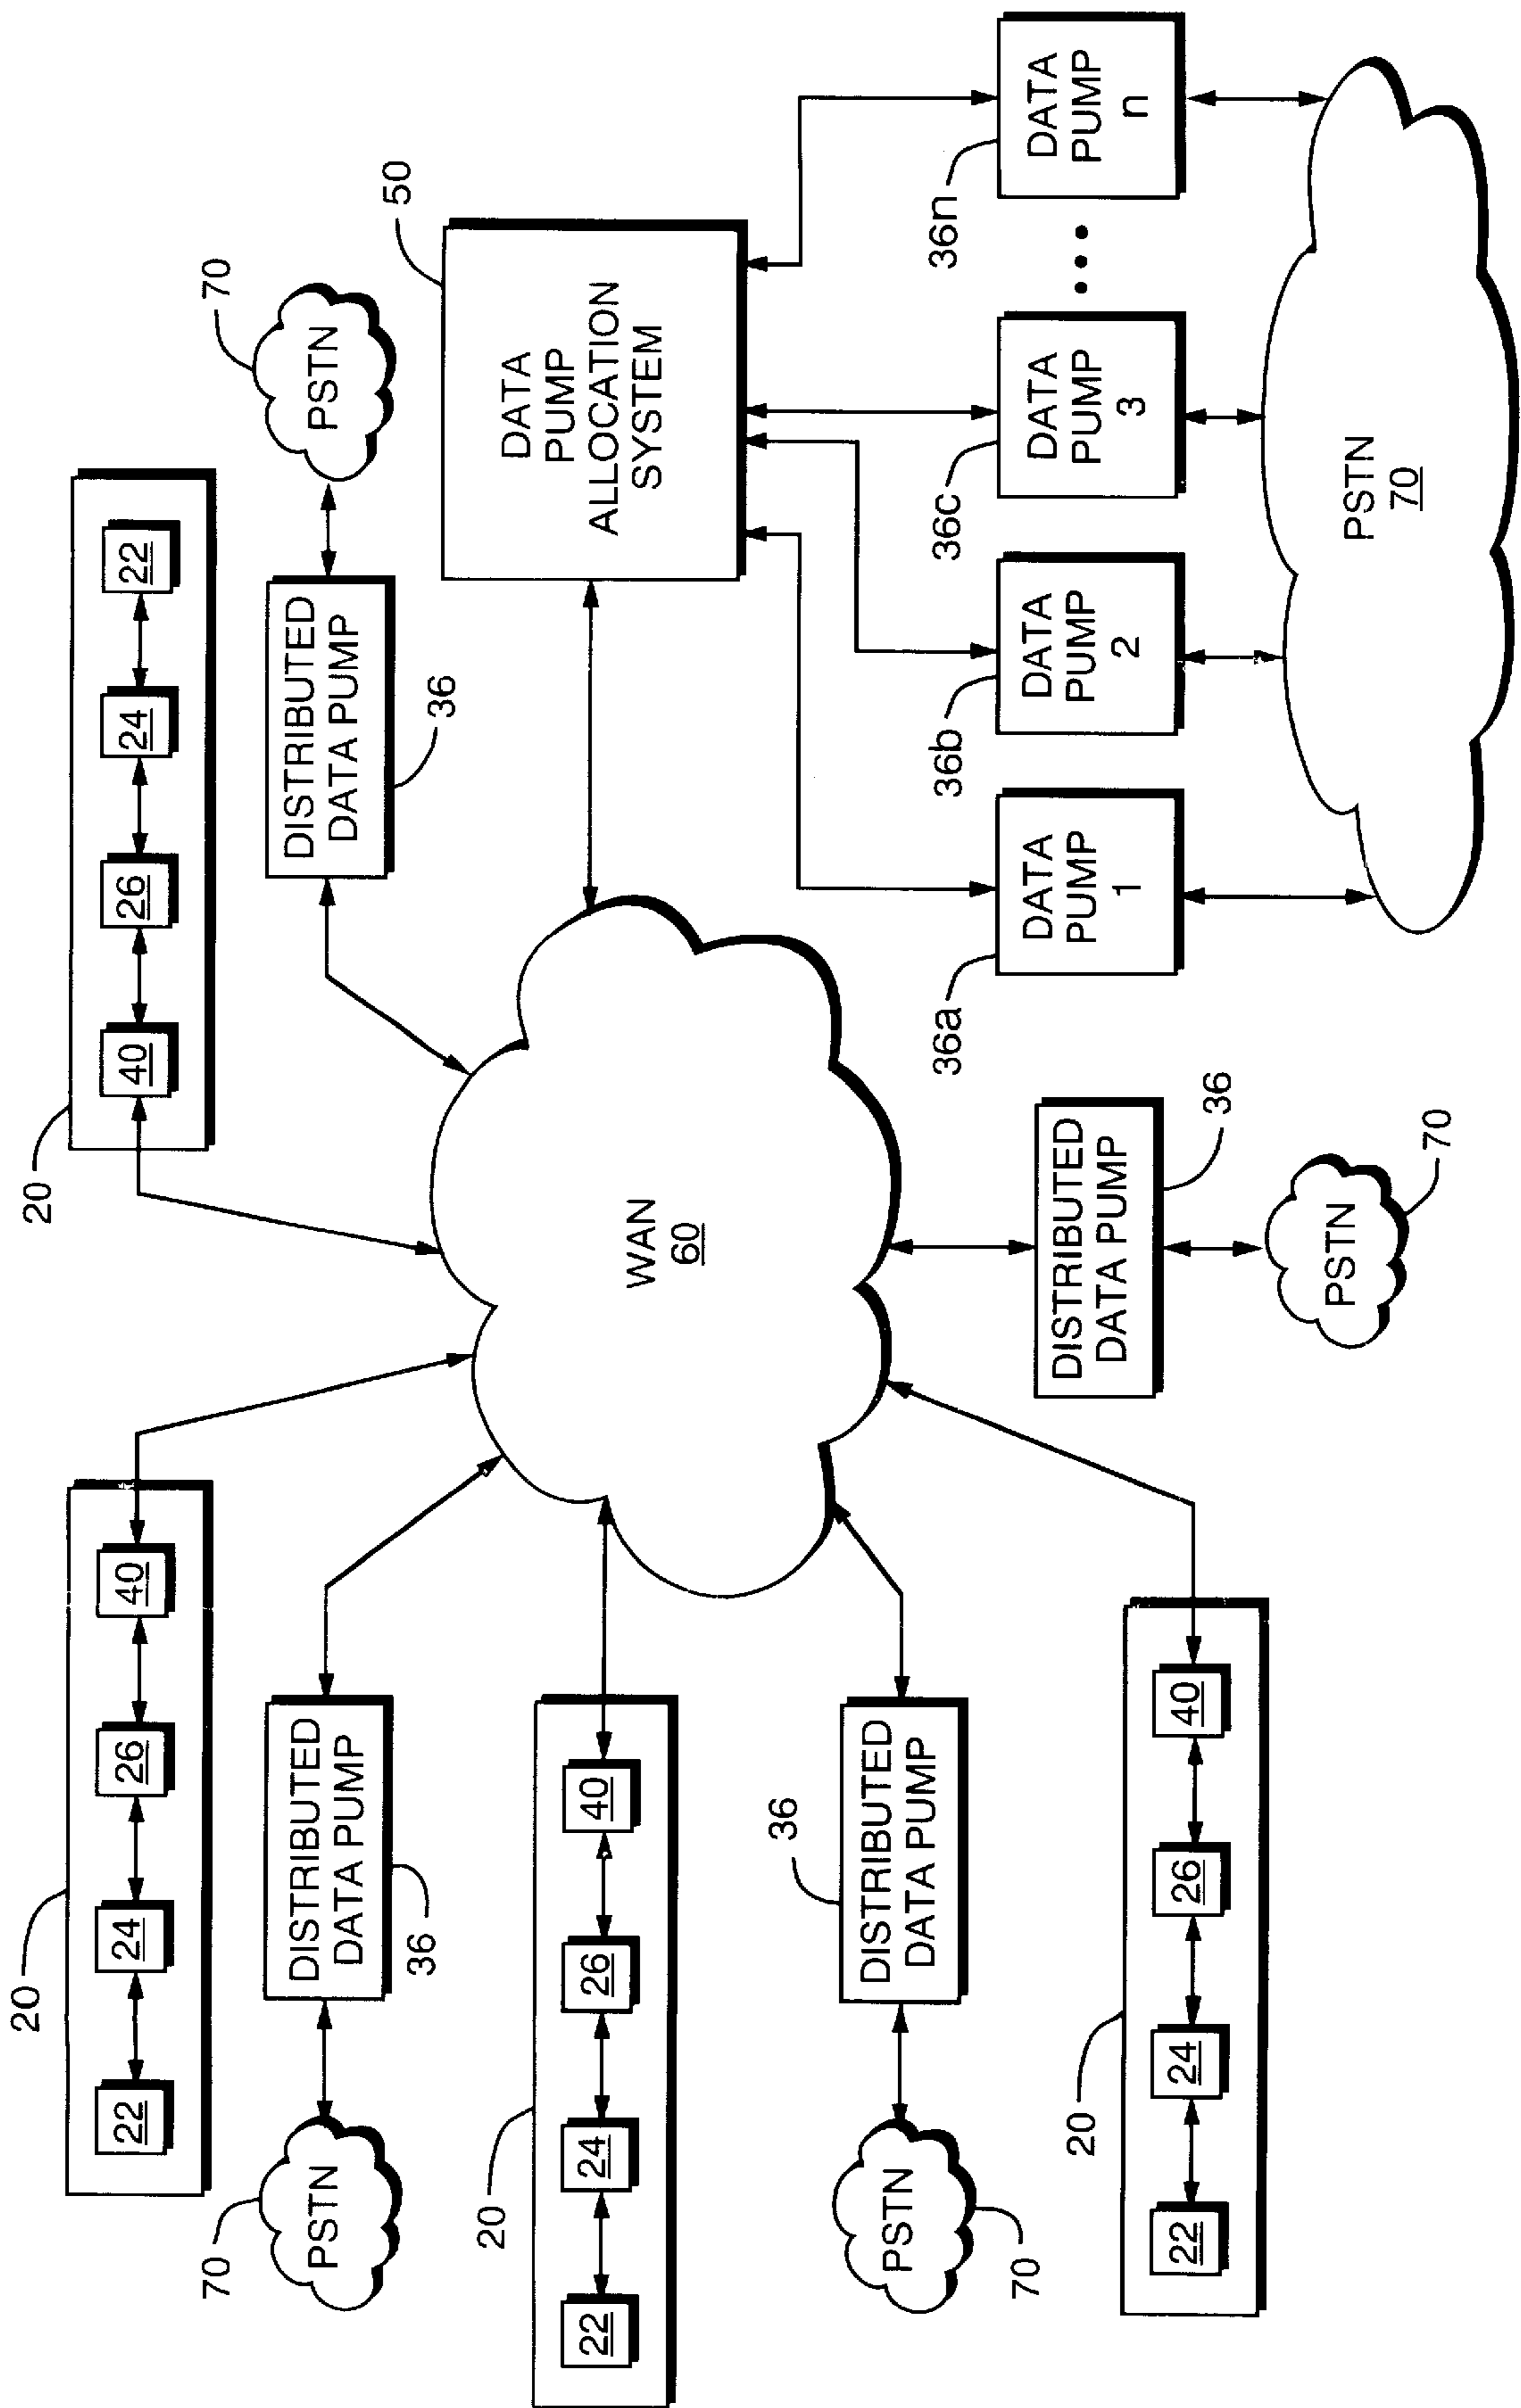 20
22 24 26 40
20
40 26 24 22
70
PSTN
DISTRIBUTED
DATA PUMP
36
DISTRIBUTED
DATA PUMP
36
70
PSTN
50
DATA
PUMP
ALLOCATION
SYSTEM
20
22 24 26 40
WAN
60
36
PSTN
70
DISTRIBUTED
DATA PUMP
36a
DATA
PUMP
1
36b
DATA
PUMP
2
36c
DATA
PUMP
3
•••
36n
DATA
PUMP
n
20
22 24 26 40
DISTRIBUTED
DATA PUMP
36
PSTN
70
PSTN
70